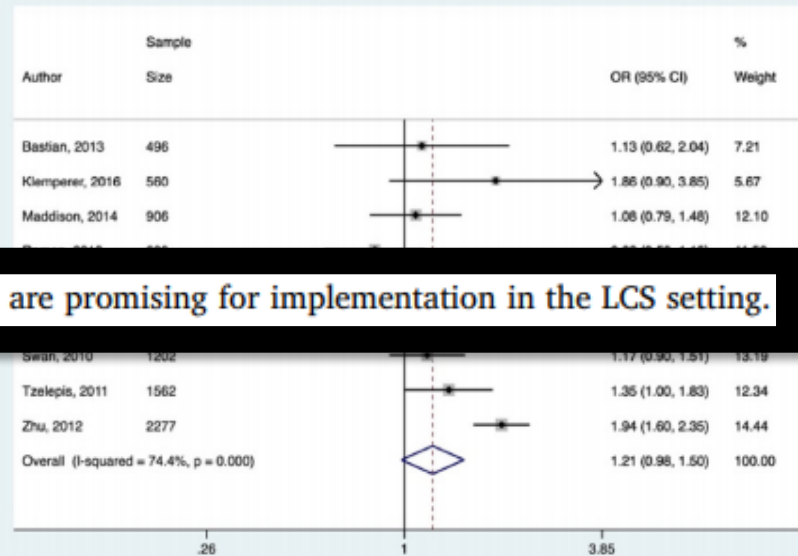 Sample %
Author Size OR (95% CI) Weight
Bastian, 2013 496 1.13 (0.62, 2.04) 7.21
Klemperer, 2016 560 1.86 (0.90, 3.85) 5.67
Maddison, 2014 906 1.08 (0.79, 1.48) 12.10
are promising for implementation in the LCS setting.
Swan, 2010 1202 1.17 (0.90, 1.51) 13.19
Tzelepis, 2011 1562 1.35 (1.00, 1.83) 12.34
Zhu, 2012 2277 1.94 (1.60, 2.35) 14.44
Overall (I-squared = 74.4%, p = 0.000) 1.21 (0.98, 1.50) 100.00
.26 1 3.85